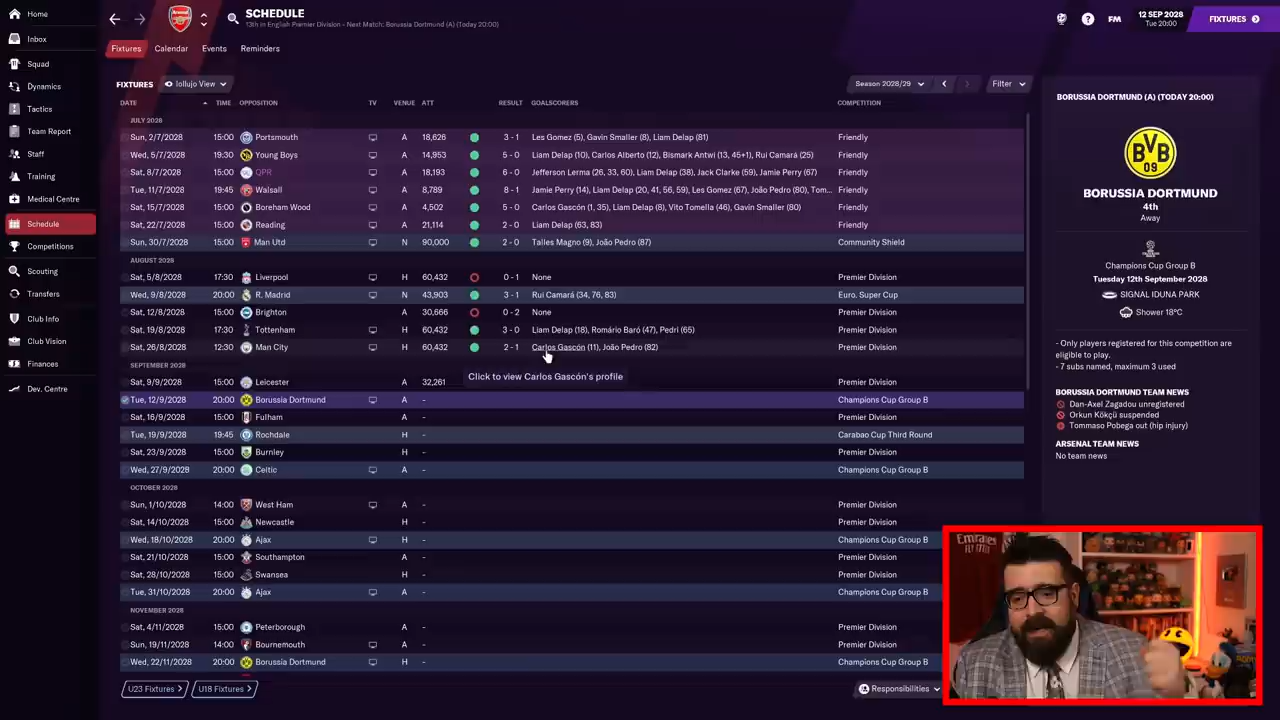 Home
Inbox
Squad
Dynamics
Tactics
Team Report
Staff
Training
Medical Centre
Schedule
Competitions
Scouting
Transfers
Club Info
Club Vision
Finances
Dev. Centre
SCHEDULE
13th in English Premier Division - Next Match: Borussia Dortmund (A) (Today 20:00)
FM
12 SEP 2028
Tue 20:00
FIXTURES
Fixtures Calendar Events Reminders
FIXTURES lollujo View Season 2028/29 Filter
DATE TIME OPPOSITION TV VENUE ATT RESULT GOALSCORERS COMPETITION
JULY 2028
Sun, 2/7/2028 15:00 Portsmouth A 18,626 3 - 1 Les Gomez (5), Gavin Smaller (8), Liam Delap (81) Friendly
Wed, 5/7/2028 19:30 Young Boys A 14,953 5 - 0 Liam Delap (10), Carlos Alberto (12), Bismark Antwi (13, 45+1), Rui Camará (25) Friendly
Sat, 8/7/2028 15:00 QPR A 18,193 6 - 0 Jefferson Lerma (26, 33, 60), Liam Delap (38), Jack Clarke (59), Jamie Perry (67) Friendly
Tue, 11/7/2028 19:45 Walsall A 8,789 8 - 1 Jamie Perry (14), Liam Delap (20, 41, 56, 59), Les Gomez (67), João Pedro (80), Tom... Friendly
Sat, 15/7/2028 15:00 Boreham Wood A 4,502 5 - 0 Carlos Gascón (1, 35), Liam Delap (8), Vito Tomella (46), Gavin Smaller (80) Friendly
Sat, 22/7/2028 15:00 Reading A 21,114 2 - 0 Liam Delap (63, 83) Friendly
Sun, 30/7/2028 15:00 Man Utd N 90,000 2 - 0 Talles Magno (9), João Pedro (87) Community Shield
AUGUST 2028
Sat, 5/8/2028 17:30 Liverpool H 60,432 0 - 1 None Premier Division
Wed, 9/8/2028 20:00 R. Madrid N 43,903 3 - 1 Rui Camará (34, 76, 83) Euro. Super Cup
Sat, 12/8/2028 15:00 Brighton A 30,666 0 - 2 None Premier Division
Sat, 19/8/2028 17:30 Tottenham H 60,432 3 - 0 Liam Delap (18), Romário Baró (47), Pedri (65) Premier Division
Sat, 26/8/2028 12:30 Man City H 60,432 2 - 1 Carlos Gascón (11), João Pedro (82) Premier Division
Click to view Carlos Gascón's profile
SEPTEMBER 2028
Sat, 9/9/2028 15:00 Leicester A 32,261 Premier Division
Tue, 12/9/2028 20:00 Borussia Dortmund A - Champions Cup Group B
Sat, 16/9/2028 15:00 Fulham A - Premier Division
Tue, 19/9/2028 19:45 Rochdale H - Carabao Cup Third Round
Sat, 23/9/2028 15:00 Burnley H - Premier Division
Wed, 27/9/2028 20:00 Celtic H - Champions Cup Group B
OCTOBER 2028
Sun, 1/10/2028 14:00 West Ham A - Premier Division
Sat, 14/10/2028 15:00 Newcastle H - Premier Division
Wed, 18/10/2028 20:00 Ajax H - Champions Cup Group B
Sat, 21/10/2028 15:00 Southampton A - Premier Division
Sat, 28/10/2028 15:00 Swansea H - Premier Division
Tue, 31/10/2028 20:00 Ajax A - Champions Cup Group B
NOVEMBER 2028
Sat, 4/11/2028 15:00 Peterborough A - Premier Division
Sun, 19/11/2028 14:00 Bournemouth H - Premier Division
Wed, 22/11/2028 20:00 Borussia Dortmund H - Champions Cup Group B
U23 Fixtures U18 Fixtures Responsibilities
BORUSSIA DORTMUND (A) (TODAY 20:00)
BVB
09
BORUSSIA DORTMUND
4th
Away
Champions Cup Group B
Tuesday 12th September 2028
SIGNAL IDUNA PARK
Shower 18°C
- Only players registered for this competition are
eligible to play.
- 7 subs named, maximum 3 used
BORUSSIA DORTMUND TEAM NEWS
Dan-Axel Zagadou unregistered
Orkun Kökçü suspended
Tommaso Pobega out (hip injury)
ARSENAL TEAM NEWS
No team news
Emirates
FLY